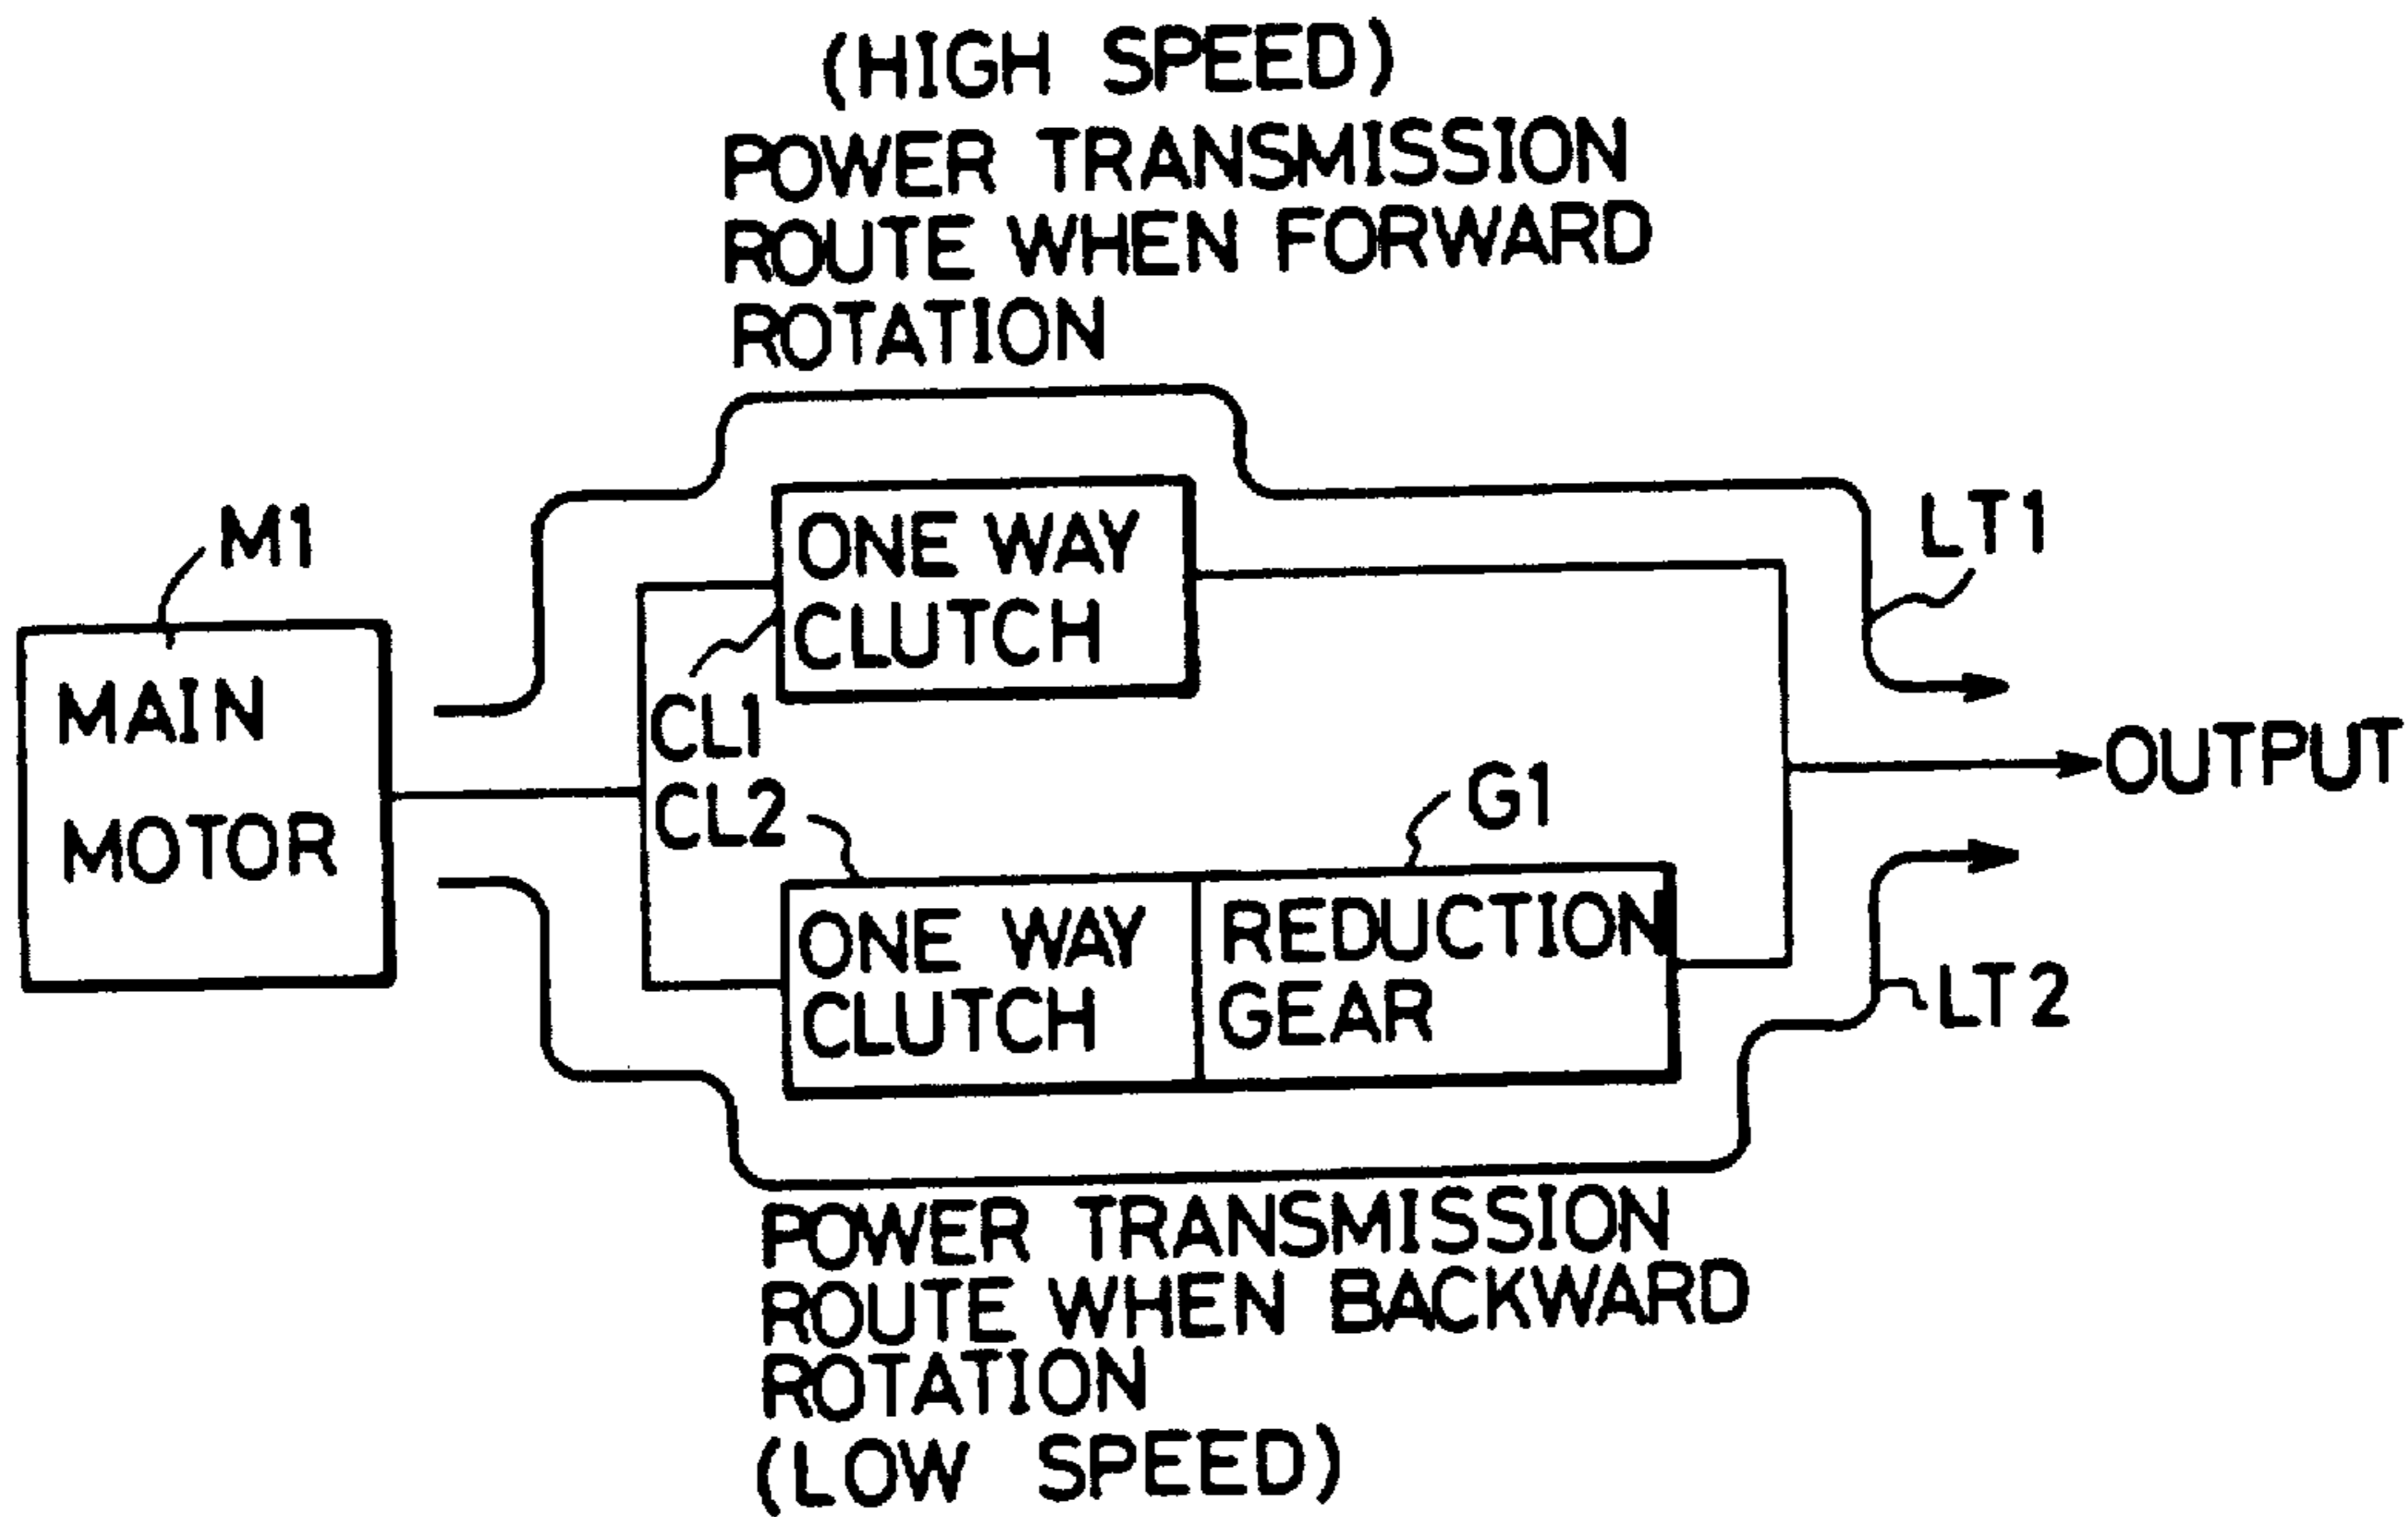 (HIGH SPEED)
POWER TRANSMISSION
ROUTE WHEN FORWARD
ROTATION
M1
LT1
ONE WAY
CLUTCH
MAIN
MOTOR
CL1
CL2
OUTPUT
G1
ONE WAY
CLUTCH
REDUCTION
GEAR
LT2
POWER TRANSMISSION
ROUTE WHEN BACKWARD
ROTATION
(LOW SPEED)